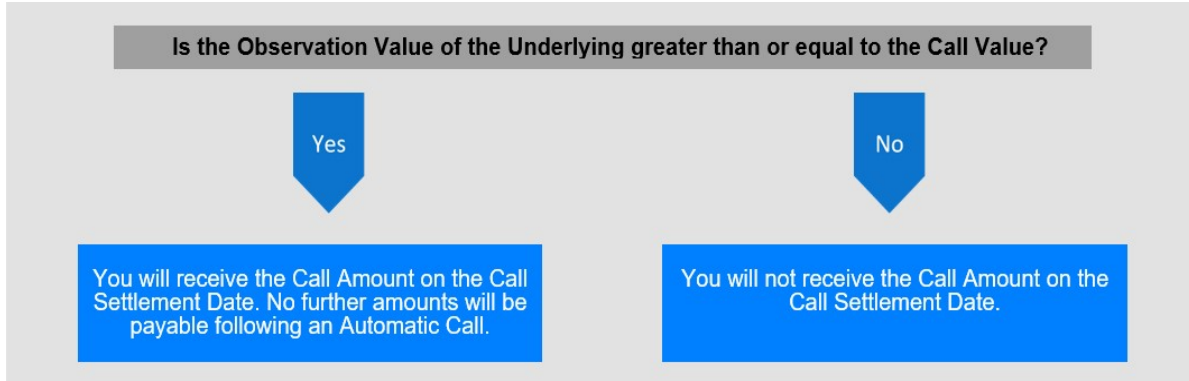 Is the Observation Value of the Underlying greater than or equal to the Call Value?
Yes
No
You will receive the Call Amount on the Call
Settlement Date. No further amounts will be
payable following an Automatic Call.
You will not receive the Call Amount on the
Call Settlement Date.